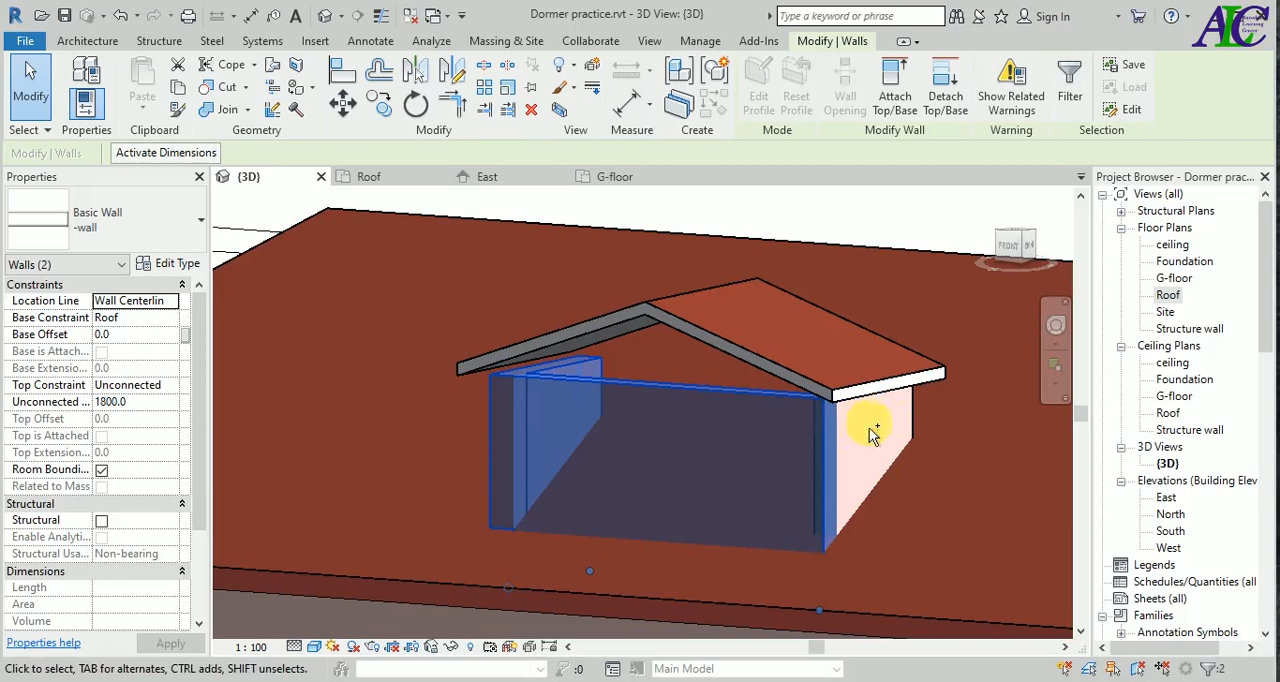 Dormer practice.rvt - 3D View: {3D}
Type a keyword or phrase
Sign In
ALC
File
Architecture
Structure
Steel
Systems
Insert
Annotate
Analyze
Massing & Site
Collaborate
View
Manage
Add-Ins
Modify | Walls
Modify
Select
Properties
Paste
Clipboard
Cope
Cut
Join
Geometry
Modify
View
Measure
Create
Edit Profile
Reset Profile
Mode
Wall Opening
Attach Top/Base
Detach Top/Base
Modify Wall
Show Related Warnings
Warning
Filter
Save
Load
Edit
Selection
Modify | Walls
Activate Dimensions
Properties
{3D}
Roof
East
G-floor
Project Browser - Dormer prac...
Basic Wall
-wall
Walls (2)
Edit Type
Constraints
Location Line Wall Centerlin
Base Constraint Roof
Base Offset 0.0
Base is Attach...
Base Extensio... 0.0
Top Constraint Unconnected
Unconnected ... 1800.0
Top Offset 0.0
Top is Attached
Top Extension... 0.0
Room Boundi...
Related to Mass
Structural
Structural
Enable Analyti...
Structural Usa... Non-bearing
Dimensions
Length
Area
Volume
Properties help
Apply
FRONT
Views (all)
Structural Plans
Floor Plans
ceiling
Foundation
G-floor
Roof
Site
Structure wall
Ceiling Plans
ceiling
Foundation
G-floor
Roof
Structure wall
3D Views
{3D}
Elevations (Building Elev
East
North
South
West
Legends
Schedules/Quantities (all
Sheets (all)
Families
Annotation Symbols
1 : 100
Click to select, TAB for alternates, CTRL adds, SHIFT unselects.
:0
Main Model
:2